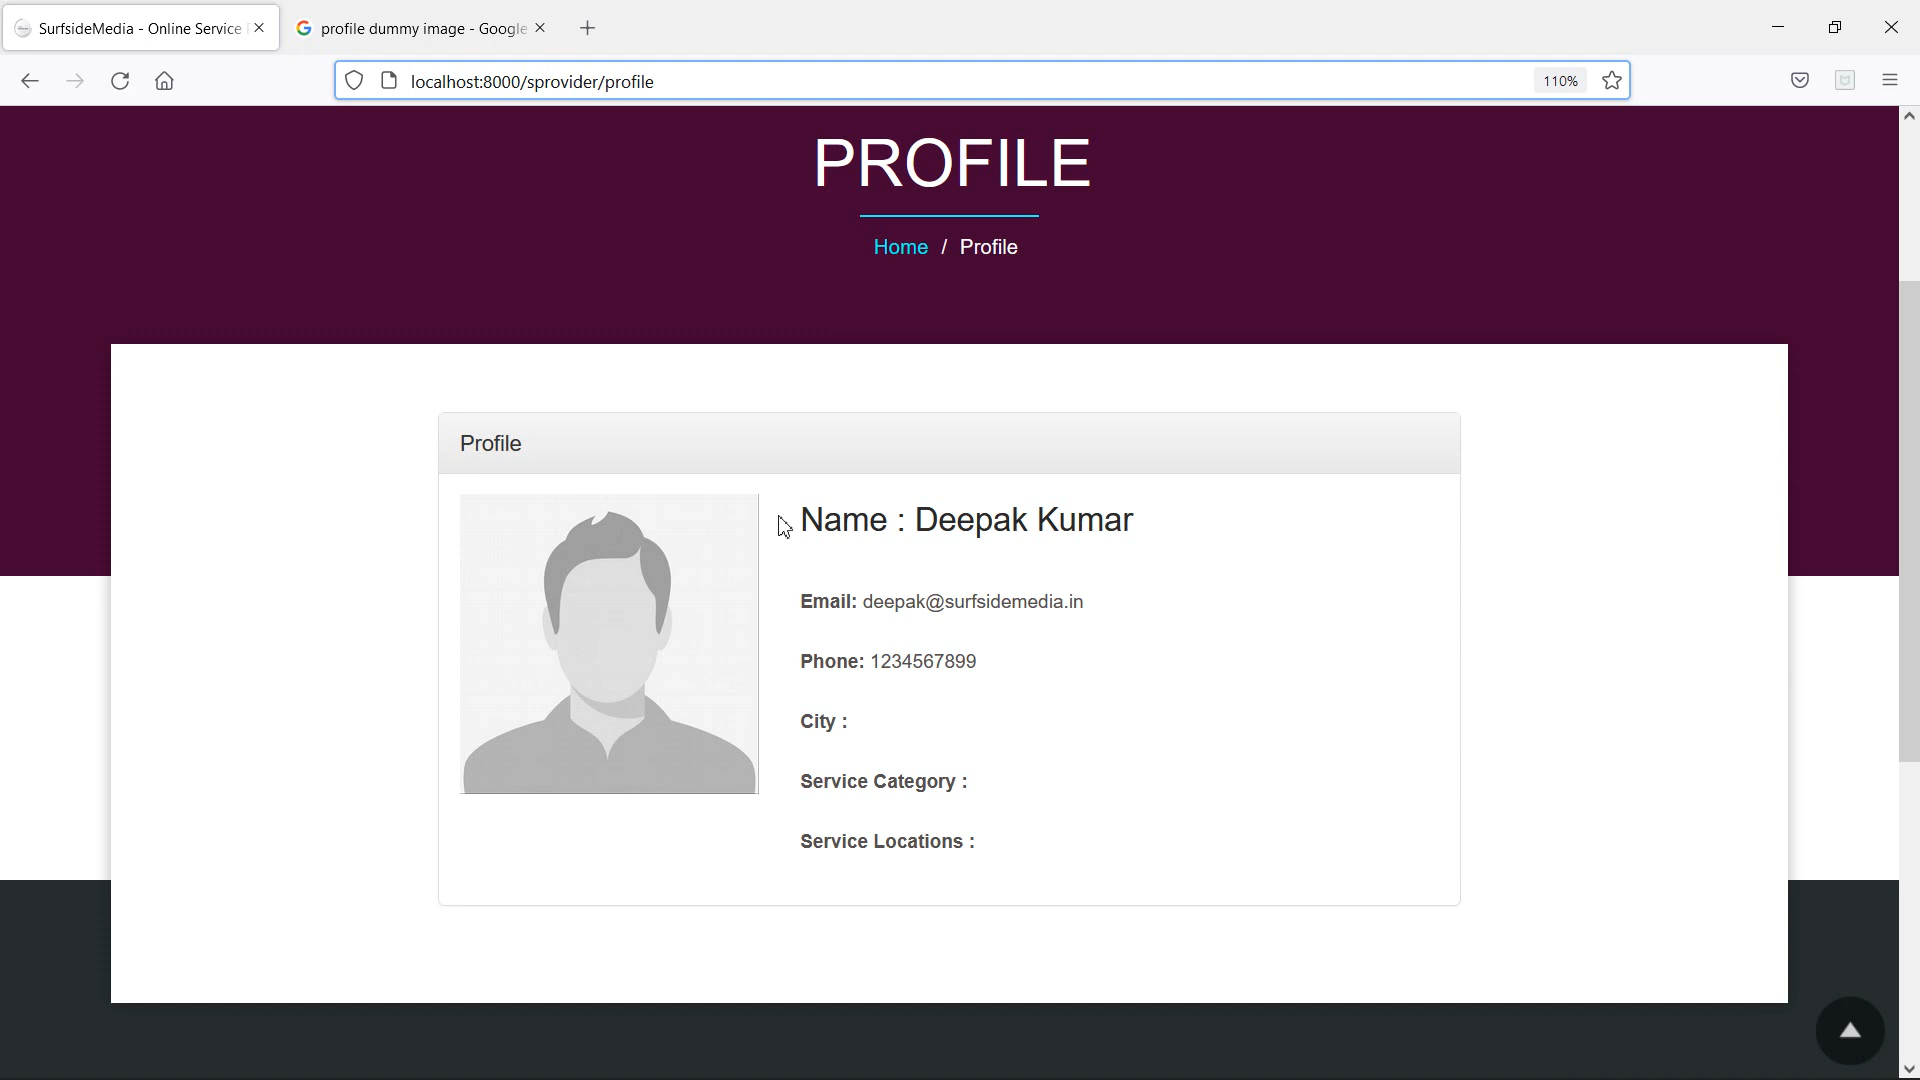 SurfsideMedia - Online Service
profile dummy image - Google
localhost:8000/sprovider/profile
110%
PROFILE
Home / Profile
Profile
Name : Deepak Kumar
Email: deepak@surfsidemedia.in
Phone: 1234567899
City :
Service Category :
Service Locations :